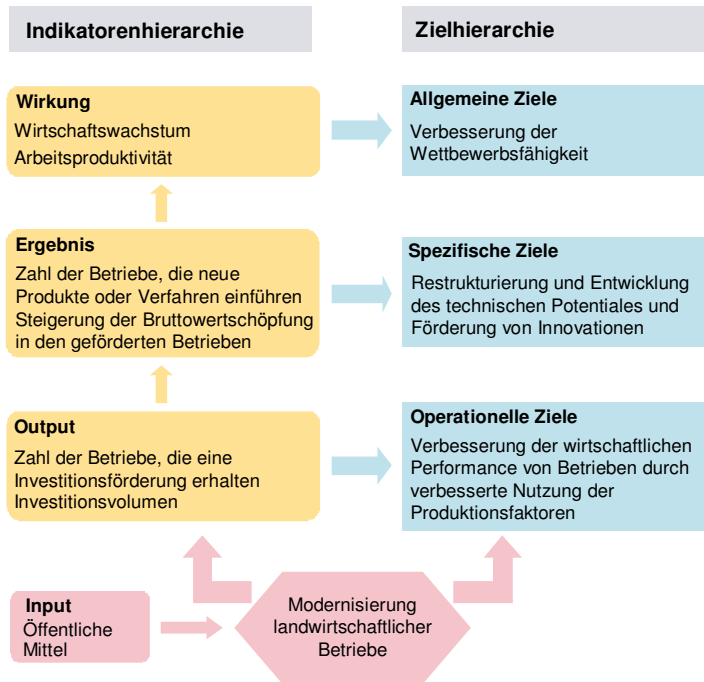 Indikatorenhierarchie
Zielhierarchie
Wirkung
Wirtschaftswachstum
Arbeitsproduktivität
Allgemeine Ziele
Verbesserung der
Wettbewerbsfähigkeit
Ergebnis
Zahl der Betriebe, die neue
Produkte oder Verfahren einführen
Steigerung der Bruttowertschöpfung
in den geförderten Betrieben
Spezifische Ziele
Restrukturierung und Entwicklung
des technischen Potentiales und
Förderung von Innovationen
Output
Zahl der Betriebe, die eine
Investitionsförderung erhalten
Investitionsvolumen
Operationelle Ziele
Verbesserung der wirtschaftlichen
Performance von Betrieben durch
verbesserte Nutzung der
Produktionsfaktoren
Input
Öffentliche
Mittel
Modernisierung
landwirtschaftlicher
Betriebe